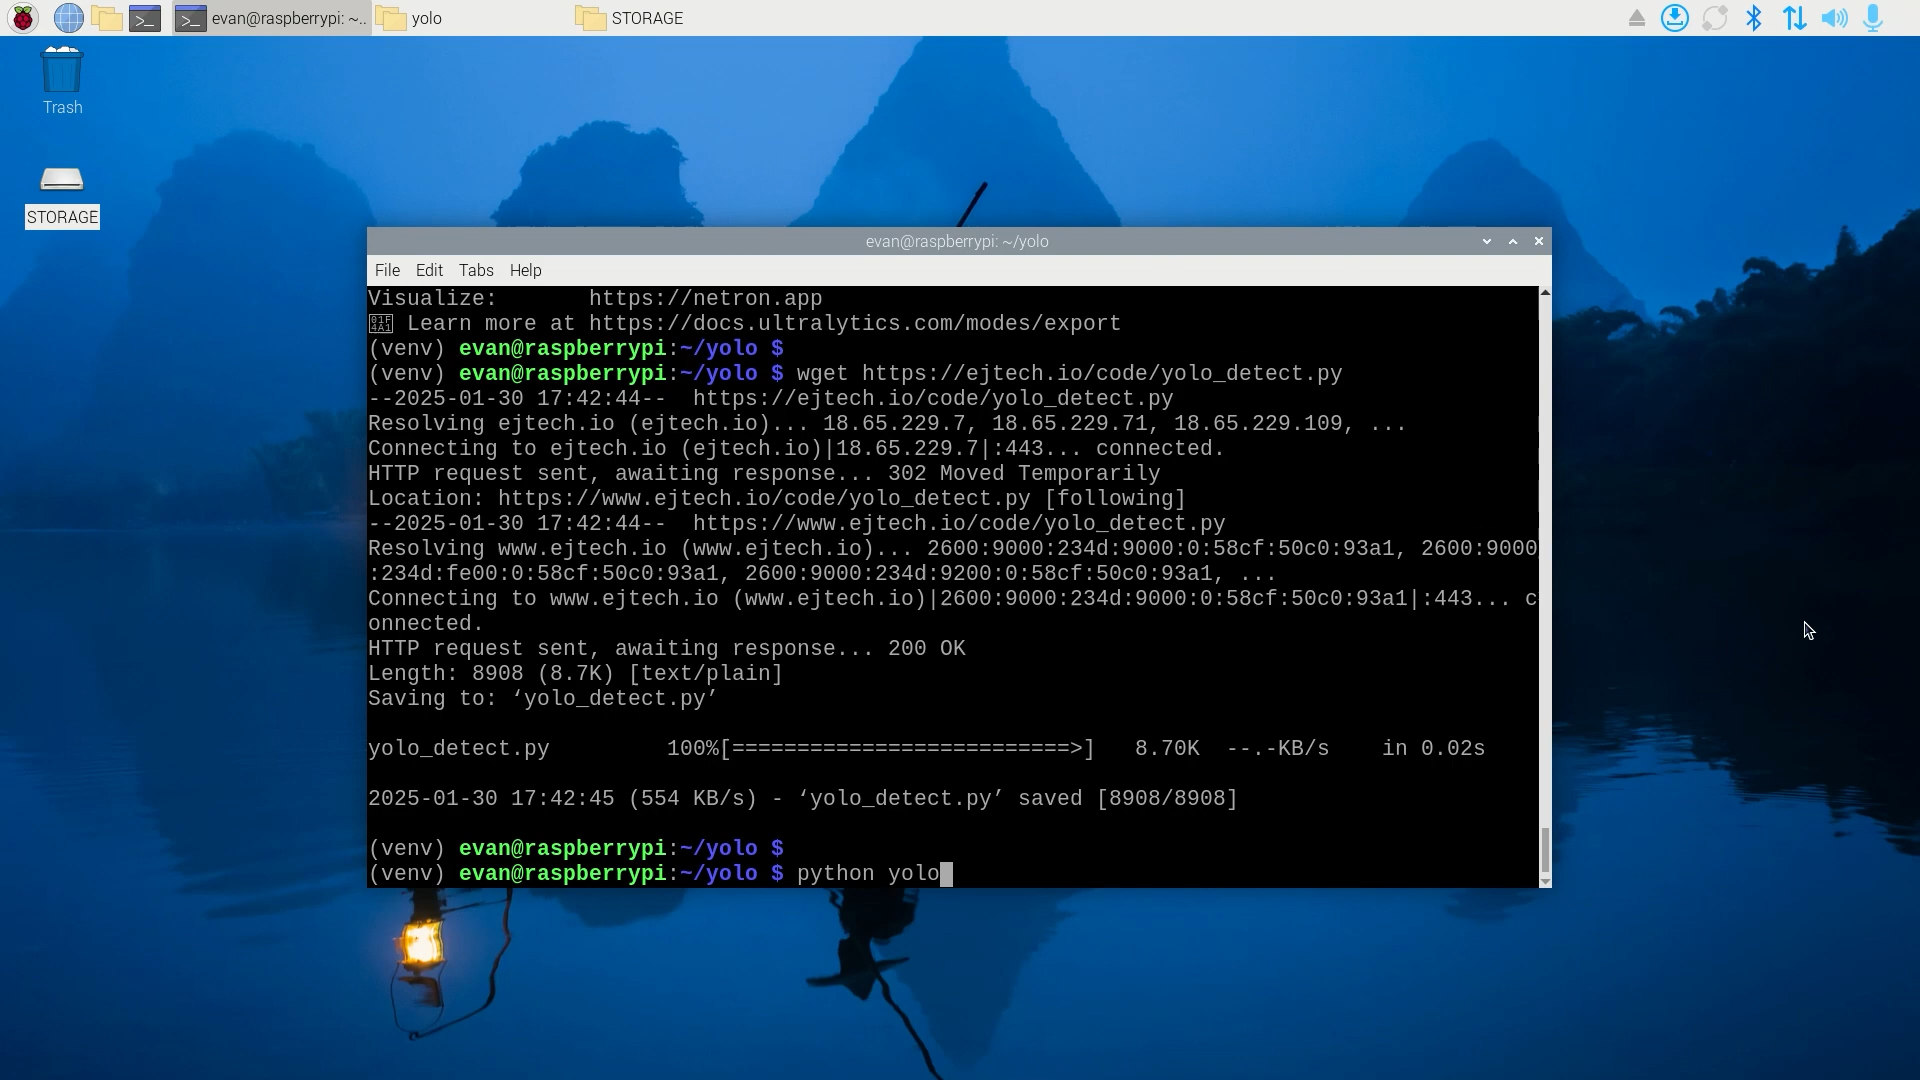 evan@raspberrypi: ~..
yolo
STORAGE
Trash
STORAGE
evan@raspberrypi: ~/yolo
File Edit Tabs Help
Visualize:       https://netron.app
01F4A1 Learn more at https://docs.ultralytics.com/modes/export
(venv) evan@raspberrypi:~/yolo $
(venv) evan@raspberrypi:~/yolo $ wget https://ejtech.io/code/yolo_detect.py
--2025-01-30 17:42:44--  https://ejtech.io/code/yolo_detect.py
Resolving ejtech.io (ejtech.io)... 18.65.229.7, 18.65.229.71, 18.65.229.109, ...
Connecting to ejtech.io (ejtech.io)|18.65.229.7|:443... connected.
HTTP request sent, awaiting response... 302 Moved Temporarily
Location: https://www.ejtech.io/code/yolo_detect.py [following]
--2025-01-30 17:42:44--  https://www.ejtech.io/code/yolo_detect.py
Resolving www.ejtech.io (www.ejtech.io)... 2600:9000:234d:9000:0:58cf:50c0:93a1, 2600:9000
:234d:fe00:0:58cf:50c0:93a1, 2600:9000:234d:9200:0:58cf:50c0:93a1, ...
Connecting to www.ejtech.io (www.ejtech.io)|2600:9000:234d:9000:0:58cf:50c0:93a1|:443... c
onnected.
HTTP request sent, awaiting response... 200 OK
Length: 8908 (8.7K) [text/plain]
Saving to: ‘yolo_detect.py’
yolo_detect.py         100%[==========================>]   8.70K  --.-KB/s    in 0.02s
2025-01-30 17:42:45 (554 KB/s) - ‘yolo_detect.py’ saved [8908/8908]
(venv) evan@raspberrypi:~/yolo $
(venv) evan@raspberrypi:~/yolo $ python yolo